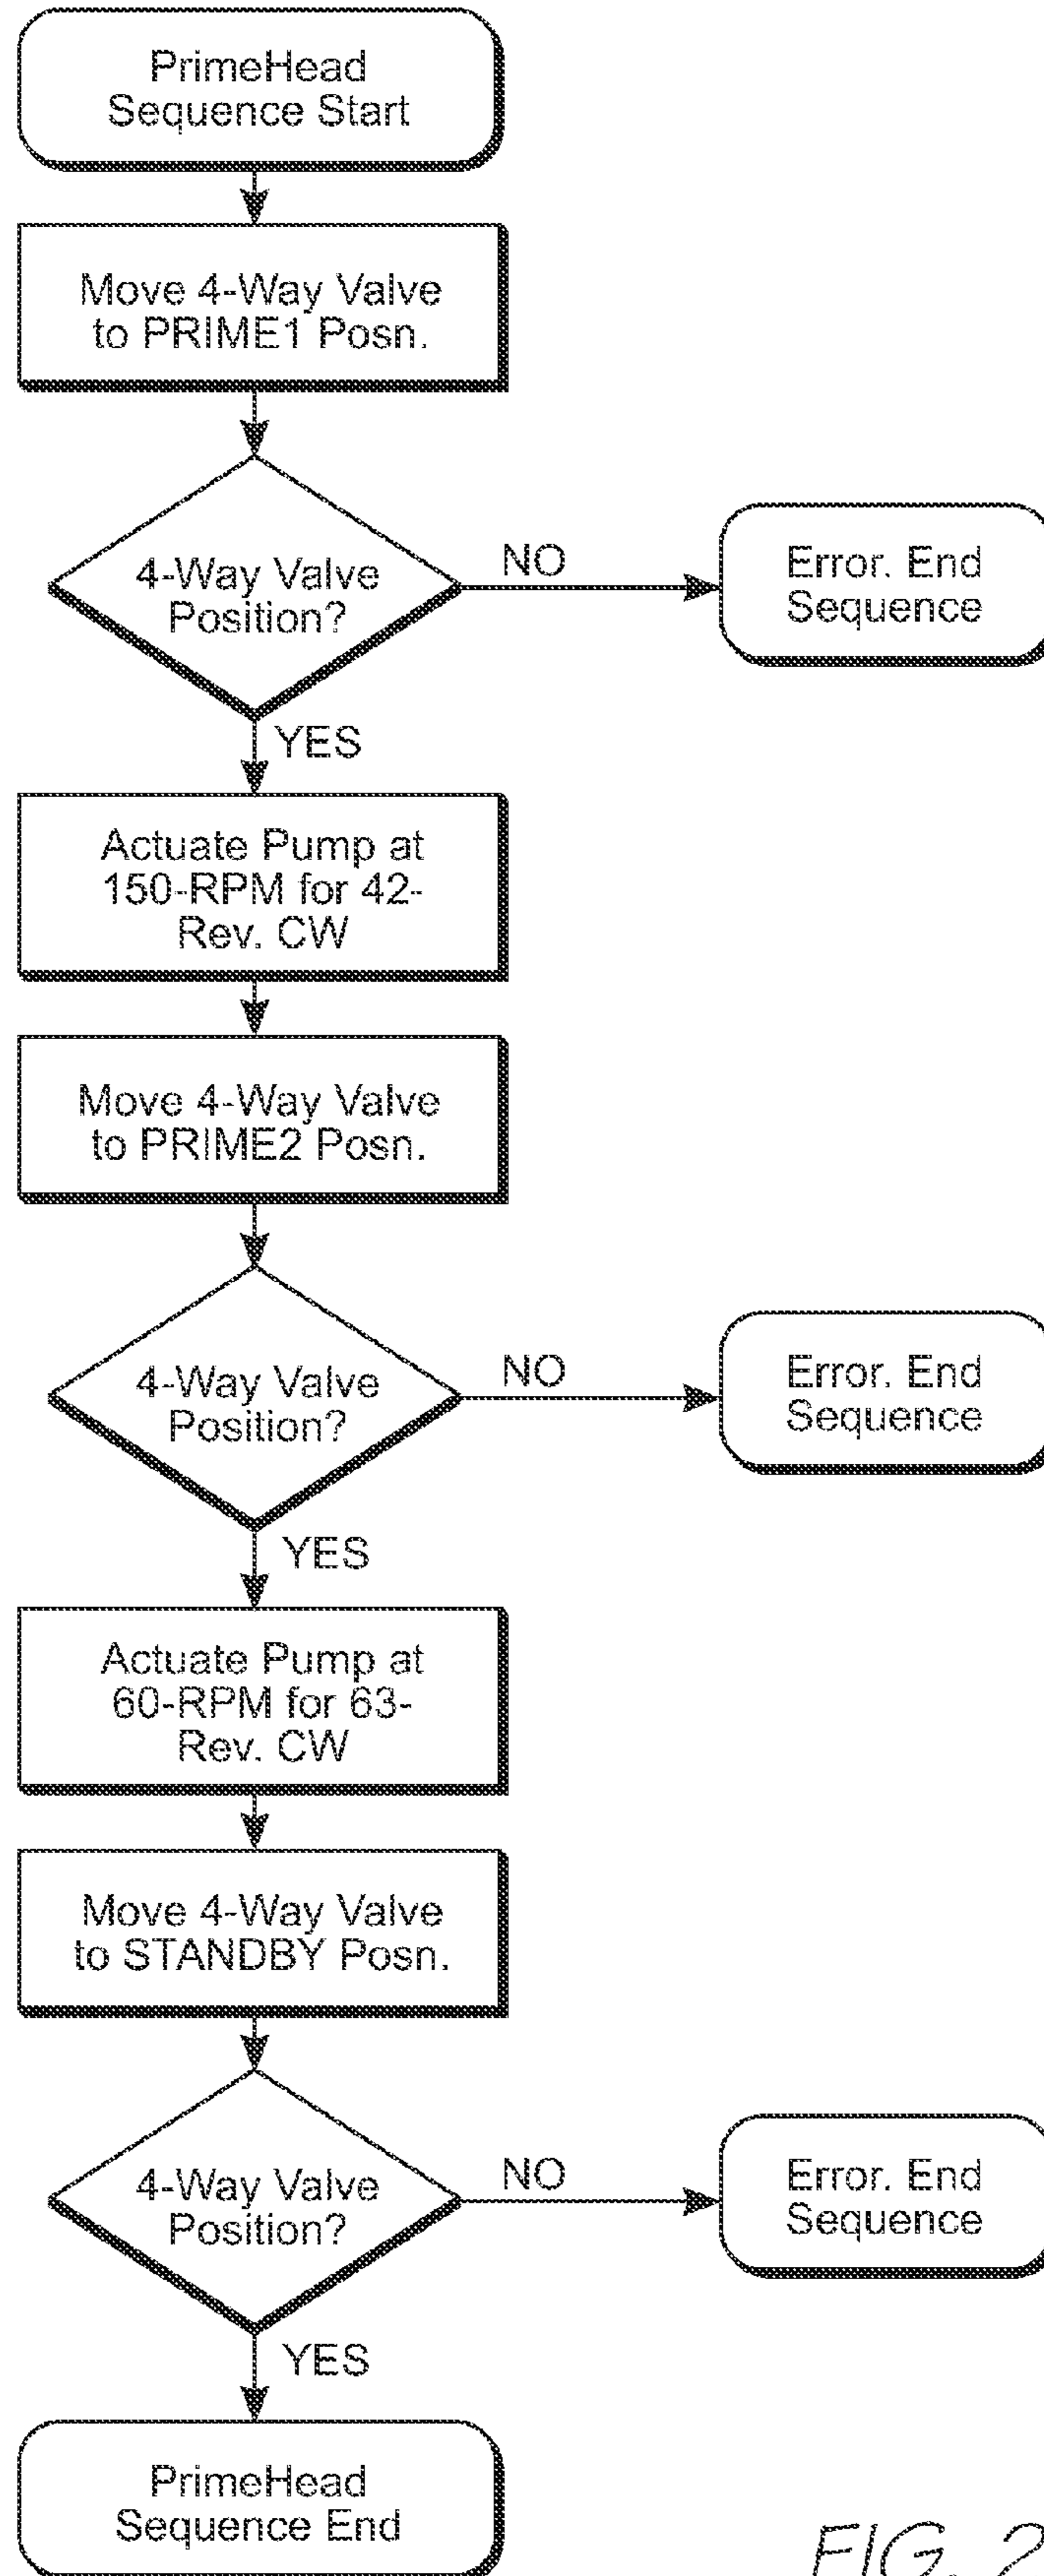 PrimeHead
Sequence Start
Move 4-Way Valve
to PRIME1 Posn.
4-Way Valve
Position?
NO
Error. End
Sequence
YES
Actuate Pump at
150-RPM for 42-
Rev. CW
Move 4-Way Valve
to PRIME2 Posn.
4-Way Valve
Position?
NO
Error. End
Sequence
YES
Actuate Pump at
60-RPM for 63-
Rev. CW
Move 4-Way Valve
to STANDBY Posn.
4-Way Valve
Position?
NO
Error. End
Sequence
YES
PrimeHead
Sequence End
FIG. 2